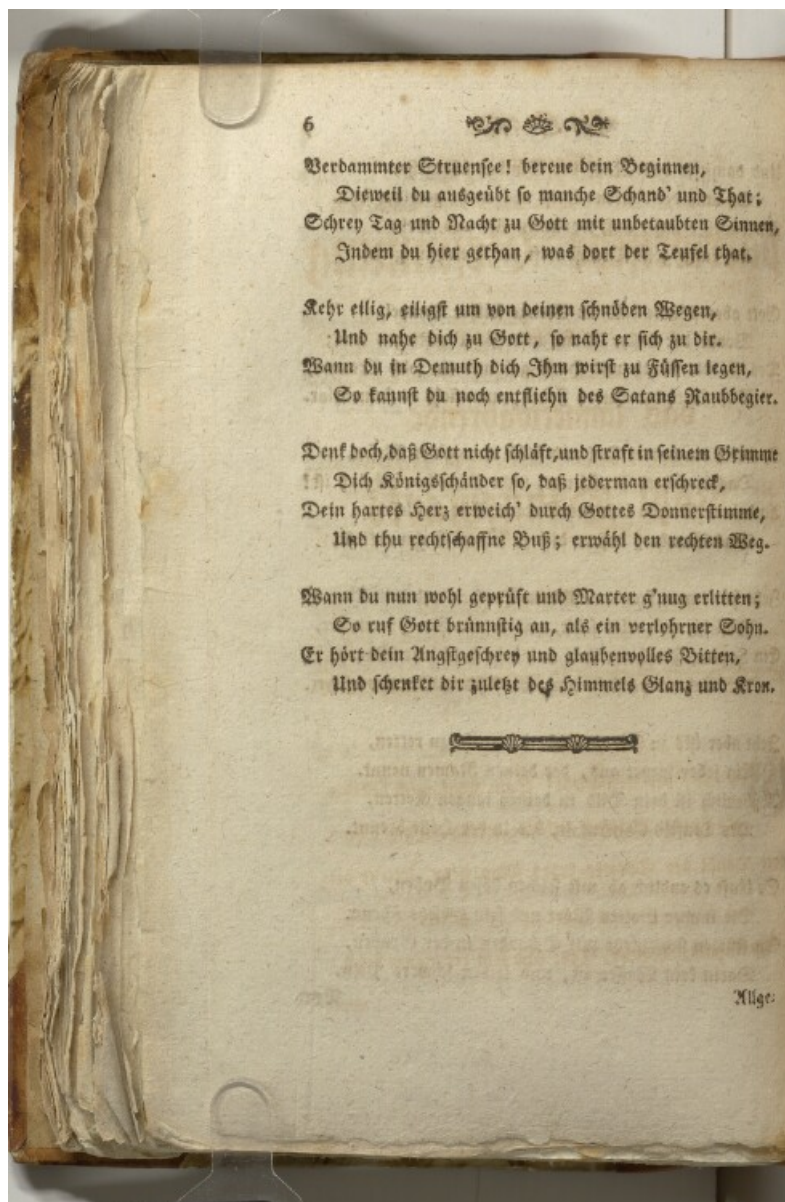 6
Verdammter Struensee! bereue dein Beginnen,
Dieweil du ausgeübt so manche Schand' und That;
Schrey Tag und Nacht zu Gott mit unbetaubten Sinnen,
Indem du hier gethan, was dort der Teufel that.
Kehr eilig, eiligst um von deinen schnöden Wegen,
Und nahe dich zu Gott, so naht er sich zu dir.
Wann du in Demuth dich Ihm wirst zu Füssen legen,
So kannst du noch entfliehn des Satans Raubbegier.
Denk doch, daß Gott nicht schläft, und straft in seinem Grimme
Dich Königsschänder so, daß jederman erschreck,
Dein hartes Herz erweich' durch Gottes Donnerstimme,
Und thu rechtschaffne Buß; erwähl den rechten Weg.
Wann du nun wohl geprüft und Marter g'nug erlitten;
So ruf Gott brünnstig an, als ein verlohrner Sohn.
Er hört dein Angstgeschrey und glaubenvolles Bitten,
Und schenket dir zuletzt des Himmels Glanz und Kron.
Allge-